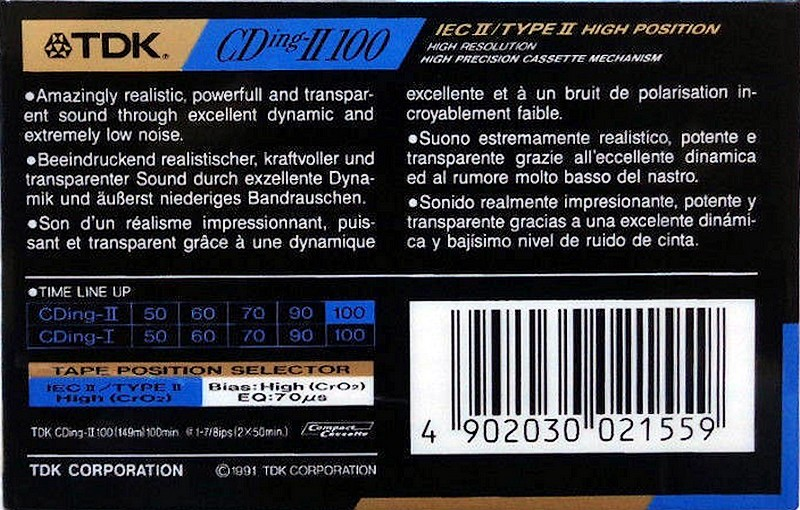 TDK. CDing-II 100 IEC II/TYPE II HIGH POSITION
HIGH RESOLUTION
HIGH PRECISION CASSETTE MECHANISM
●Amazingly realistic, powerfull and transpar-
ent sound through excellent dynamic and
extremely low noise.
●Beeindruckend realistischer, kraftvoller und
transparenter Sound durch exzellente Dyna-
mik und äußerst niederiges Bandrauschen.
●Son d'un réalisme impressionnant, puis-
sant et transparent grâce à une dynamique
excellente et à un bruit de polarisation in-
croyablement faible.
●Suono estremamente realistico, potente e
transparente grazie all'eccellente dinamica
ed al rumore molto basso del nastro.
●Sonido realmente impresionante, potente y
transparente gracias a una excelente dinámi-
ca y bajísimo nivel de ruido de cinta.
●TIME LINE UP
CDing-II 50 60 70 90 100
CDing-I 50 60 70 90 100
TAPE POSITION SELECTOR
IEC II/TYPE II
High (CrO2)
Bias:High (CrO2)
EQ:70μs
TDK CDing-II 100 (149m) 100min. @ 1-7/8ips (2×50min.) Compact Cassette
TDK CORPORATION ©1991 TDK CORPORATION
4 902030 021559